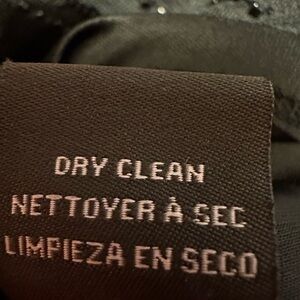 DRY CLEAN
NETTOYER À SEC
LIMPIEZA EN SECO